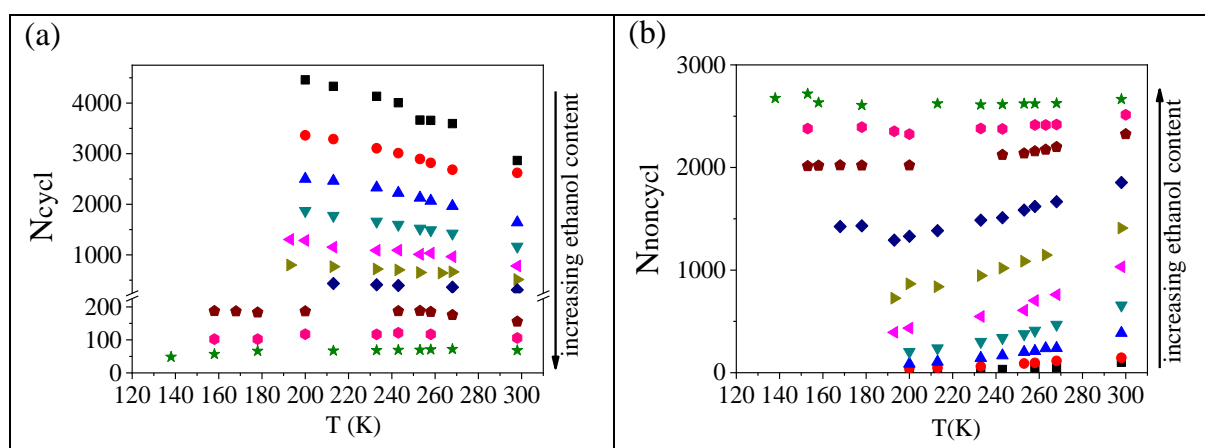 (a)
4000
3000
2000
1000
200
100
0
Ncycl
120 140 160 180 200 220 240 260 280 300
T (K)
increasing ethanol content
(b)
3000
2000
1000
0
Nnoncycl
120 140 160 180 200 220 240 260 280 300
T(K)
increasing ethanol content